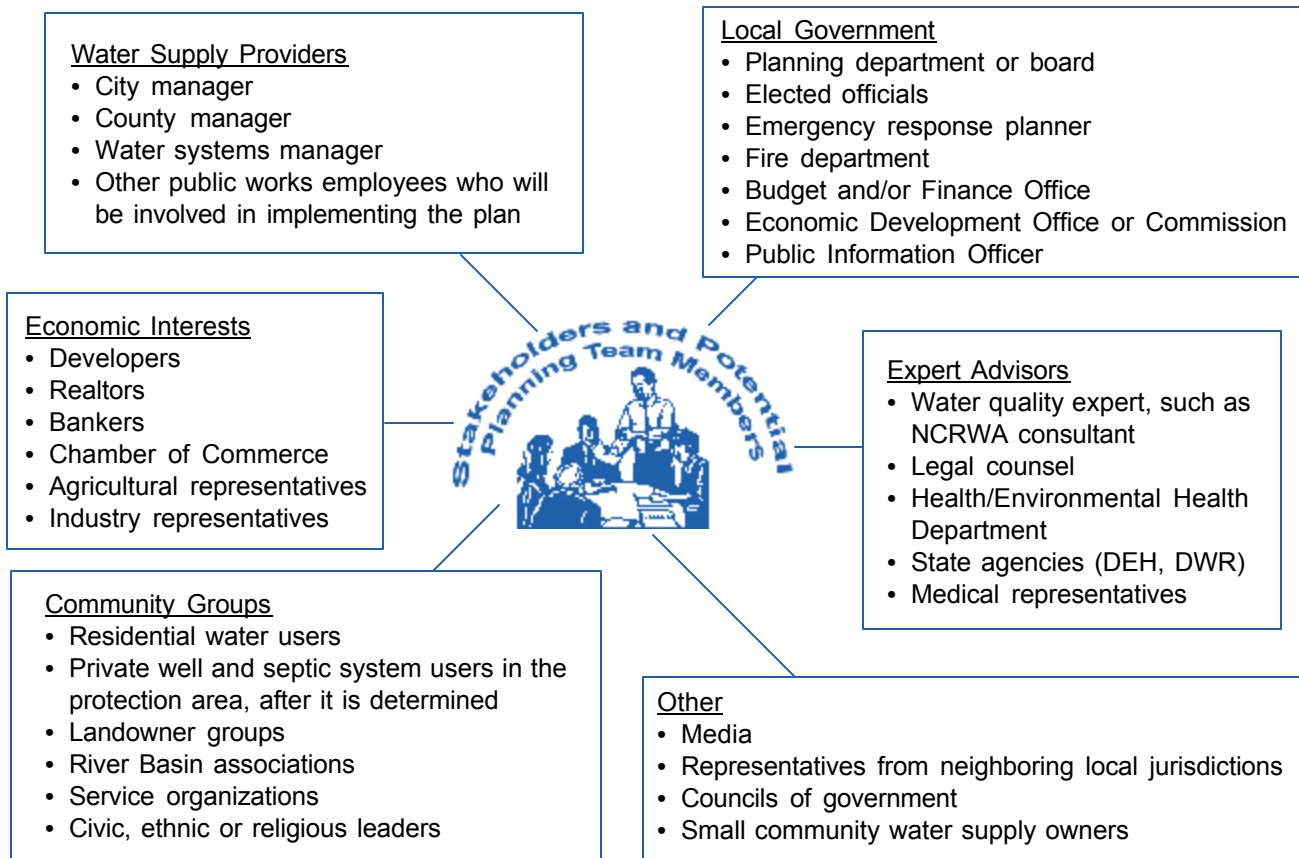 Water Supply Providers
• City manager
• County manager
• Water systems manager
• Other public works employees who will
be involved in implementing the plan
Local Government
• Planning department or board
• Elected officials
• Emergency response planner
• Fire department
• Budget and/or Finance Office
• Economic Development Office or Commission
• Public Information Officer
Economic Interests
• Developers
• Realtors
• Bankers
• Chamber of Commerce
• Agricultural representatives
• Industry representatives
Stakeholders and Potential
Planning Team Members
Expert Advisors
• Water quality expert, such as
NCRWA consultant
• Legal counsel
• Health/Environmental Health
Department
• State agencies (DEH, DWR)
• Medical representatives
Community Groups
• Residential water users
• Private well and septic system users in the
protection area, after it is determined
• Landowner groups
• River Basin associations
• Service organizations
• Civic, ethnic or religious leaders
Other
• Media
• Representatives from neighboring local jurisdictions
• Councils of government
• Small community water supply owners